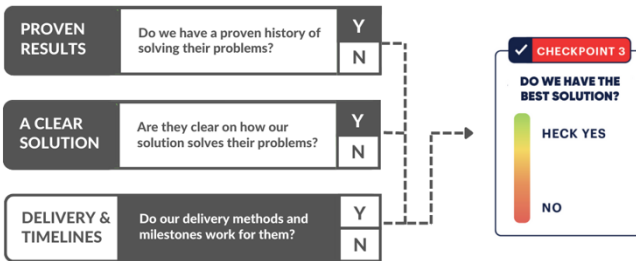 PROVEN
RESULTS
Do we have a proven history of
solving their problems?
Y
N
A CLEAR
SOLUTION
Are they clear on how our
solution solves their problems?
Y
N
DELIVERY &
TIMELINES
Do our delivery methods and
milestones work for them?
Y
N
CHECKPOINT 3
DO WE HAVE THE
BEST SOLUTION?
HECK YES
NO